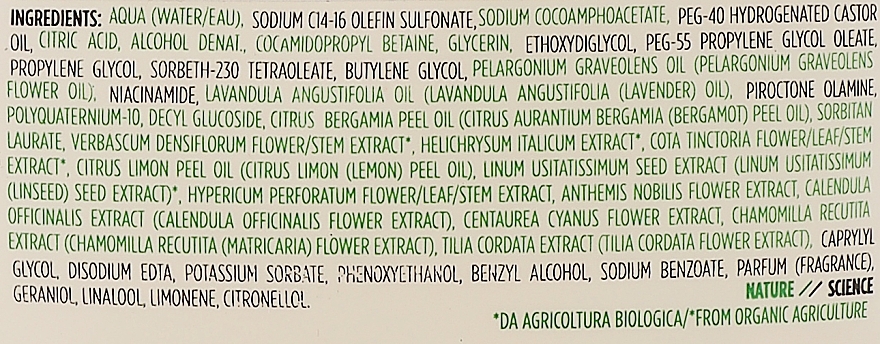 INGREDIENTS: AQUA (WATER/EAU), SODIUM C14-16 OLEFIN SULFONATE, SODIUM COCOAMPHOACETATE, PEG-40 HYDROGENATED CASTOR
OIL, CITRIC ACID, ALCOHOL DENAT., COCAMIDOPROPYL BETAINE, GLYCERIN, ETHOXYDIGLYCOL, PEG-55 PROPYLENE GLYCOL OLEATE,
PROPYLENE GLYCOL, SORBETH-230 TETRAOLEATE, BUTYLENE GLYCOL, PELARGONIUM GRAVEOLENS OIL (PELARGONIUM GRAVEOLENS
FLOWER OIL), NIACINAMIDE, LAVANDULA ANGUSTIFOLIA OIL (LAVANDULA ANGUSTIFOLIA (LAVENDER) OIL), PIROCTONE OLAMINE,
POLYQUATERNIUM-10, DECYL GLUCOSIDE, CITRUS BERGAMIA PEEL OIL (CITRUS AURANTIUM BERGAMIA (BERGAMOT) PEEL OIL), SORBITAN
LAURATE, VERBASCUM DENSIFLORUM FLOWER/STEM EXTRACT*, HELICHRYSUM ITALICUM EXTRACT*, COTA TINCTORIA FLOWER/LEAF/STEM
EXTRACT*, CITRUS LIMON PEEL OIL (CITRUS LIMON (LEMON) PEEL OIL), LINUM USITATISSIMUM SEED EXTRACT (LINUM USITATISSIMUM
(LINSEED) SEED EXTRACT)*, HYPERICUM PERFORATUM FLOWER/LEAF/STEM EXTRACT, ANTHEMIS NOBILIS FLOWER EXTRACT, CALENDULA
OFFICINALIS EXTRACT (CALENDULA OFFICINALIS FLOWER EXTRACT), CENTAUREA CYANUS FLOWER EXTRACT, CHAMOMILLA RECUTITA
EXTRACT (CHAMOMILLA RECUTITA (MATRICARIA) FLOWER EXTRACT), TILIA CORDATA EXTRACT (TILIA CORDATA FLOWER EXTRACT), CAPRYLYL
GLYCOL, DISODIUM EDTA, POTASSIUM SORBATE, PHENOXYETHANOL, BENZYL ALCOHOL, SODIUM BENZOATE, PARFUM (FRAGRANCE),
GERANIOL, LINALOOL, LIMONENE, CITRONELLOL.
NATURE // SCIENCE
*DA AGRICOLTURA BIOLOGICA/*FROM ORGANIC AGRICULTURE